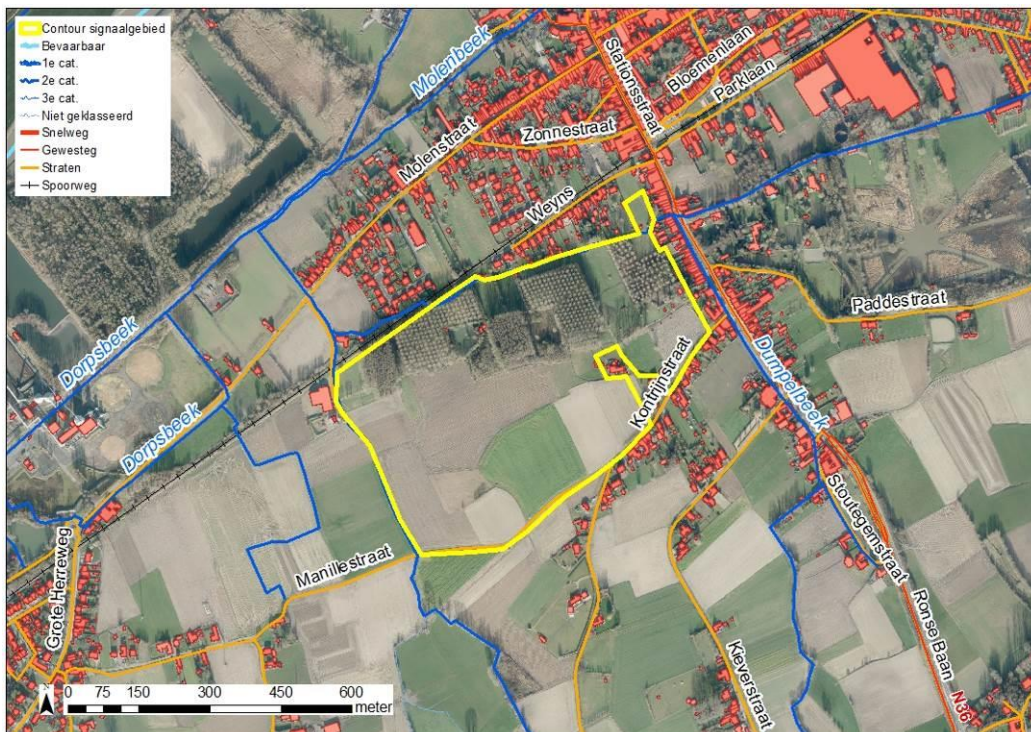 Contour signaalgebied
Bevaarbaar
1e cat.
2e cat.
3e cat.
Niet geklasseerd
Snelweg
Gewesteg
Straten
Spoorweg
Molenbeek
Stationsstraat
Bloemenlaan
Parklaan
Molenstraat
Zonnestraat
Weyns
Paddestraat
Dorpsbeek
Dumpelbeek
Kontrijnstraat
Dorpsbeek
Stoutegemstraat
Manillestraat
Grote Herreweg
Ronse Baan
Kieverstraat
N36
0 75 150 300 450 600
meter